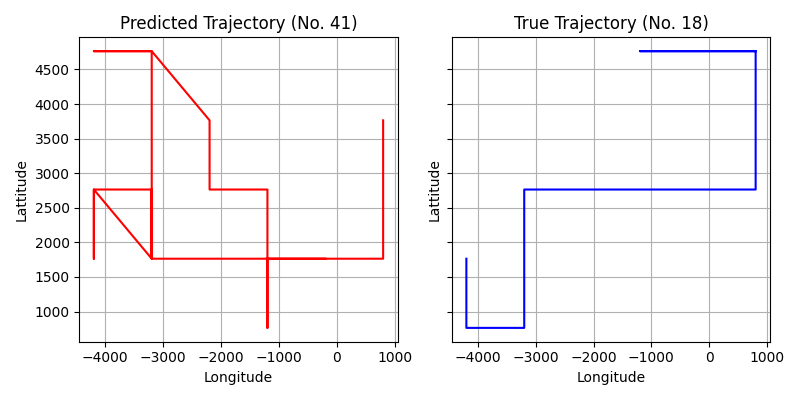 Predicted Trajectory (No. 41)
True Trajectory (No. 18)
Lattitude
4500
4000
3500
3000
2500
2000
1500
1000
−4000 −3000 −2000 −1000 0 1000
Longitude
Lattitude
−4000 −3000 −2000 −1000 0 1000
Longitude